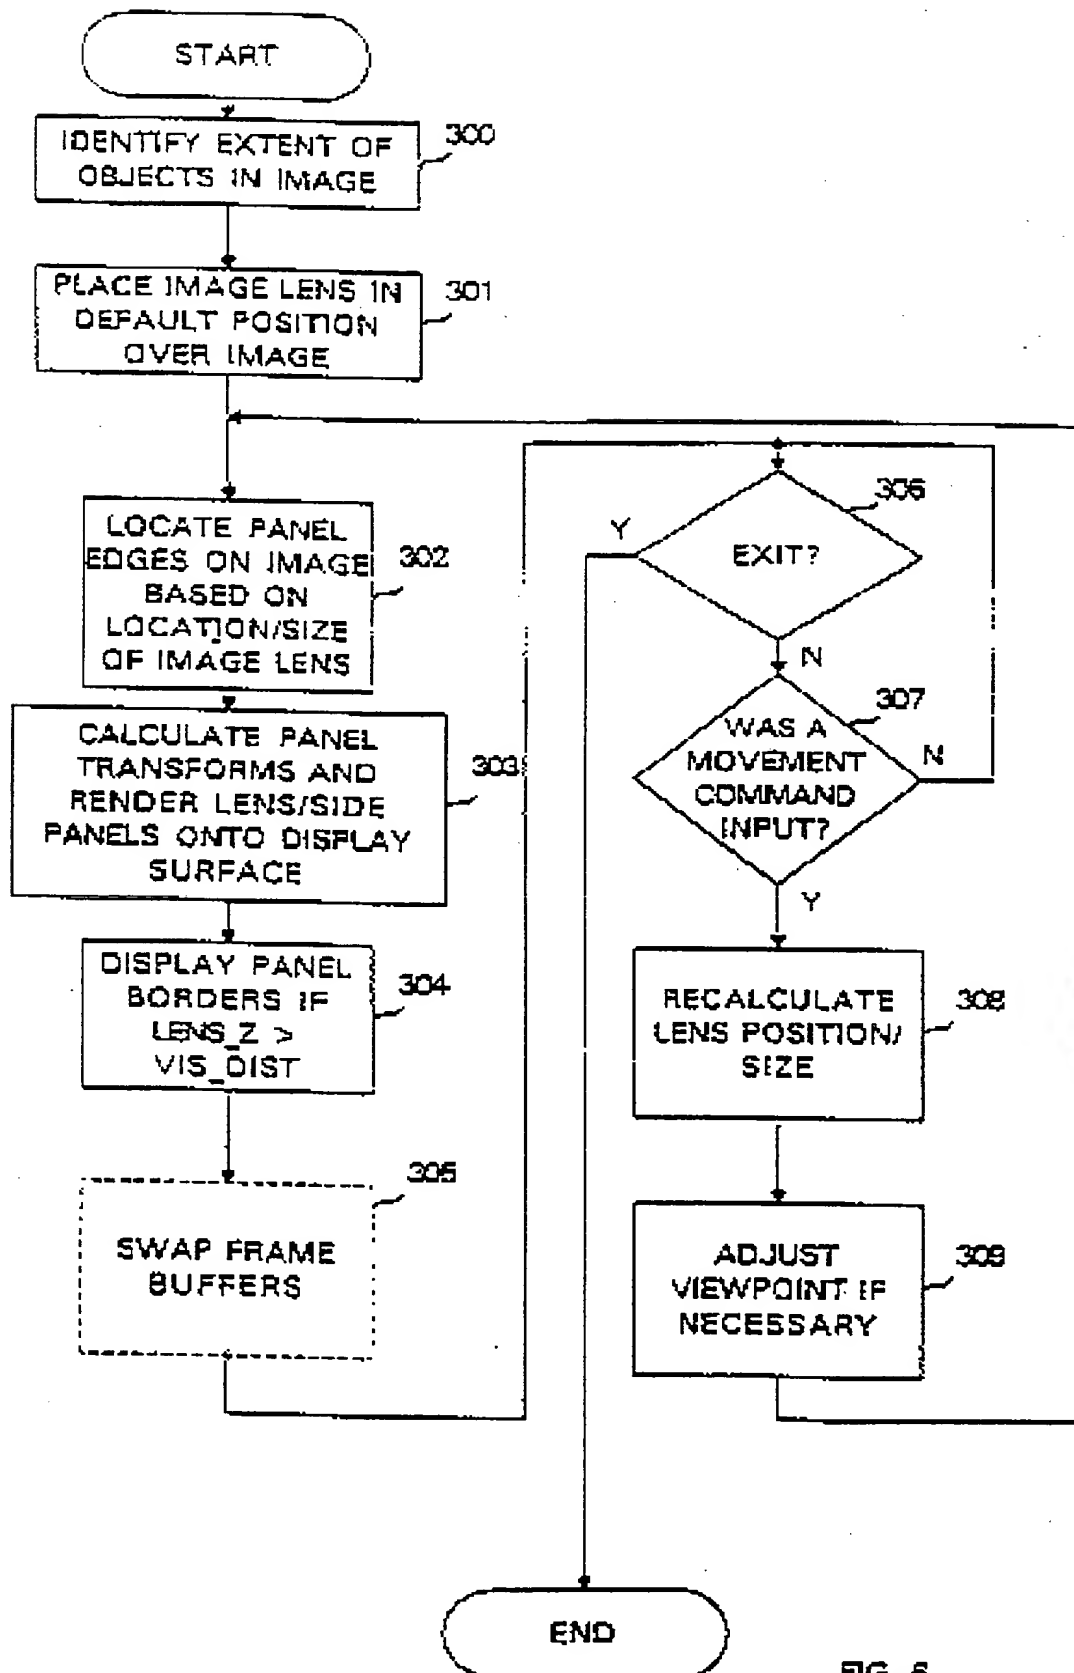 START
300
IDENTIFY EXTENT OF
OBJECTS IN IMAGE
301
PLACE IMAGE LENS IN
DEFAULT POSITION
OVER IMAGE
302
LOCATE PANEL
EDGES ON IMAGE
BASED ON
LOCATION/SIZE
OF IMAGE LENS
303
CALCULATE PANEL
TRANSFORMS AND
RENDER LENS/SIDE
PANELS ONTO DISPLAY
SURFACE
304
DISPLAY PANEL
BORDERS IF
LENS_Z >
VIS_DIST
305
SWAP FRAME
BUFFERS
306
Y
EXIT?
N
307
WAS A
MOVEMENT
COMMAND
INPUT?
N
Y
308
RECALCULATE
LENS POSITION/
SIZE
309
ADJUST
VIEWPOINT IF
NECESSARY
END